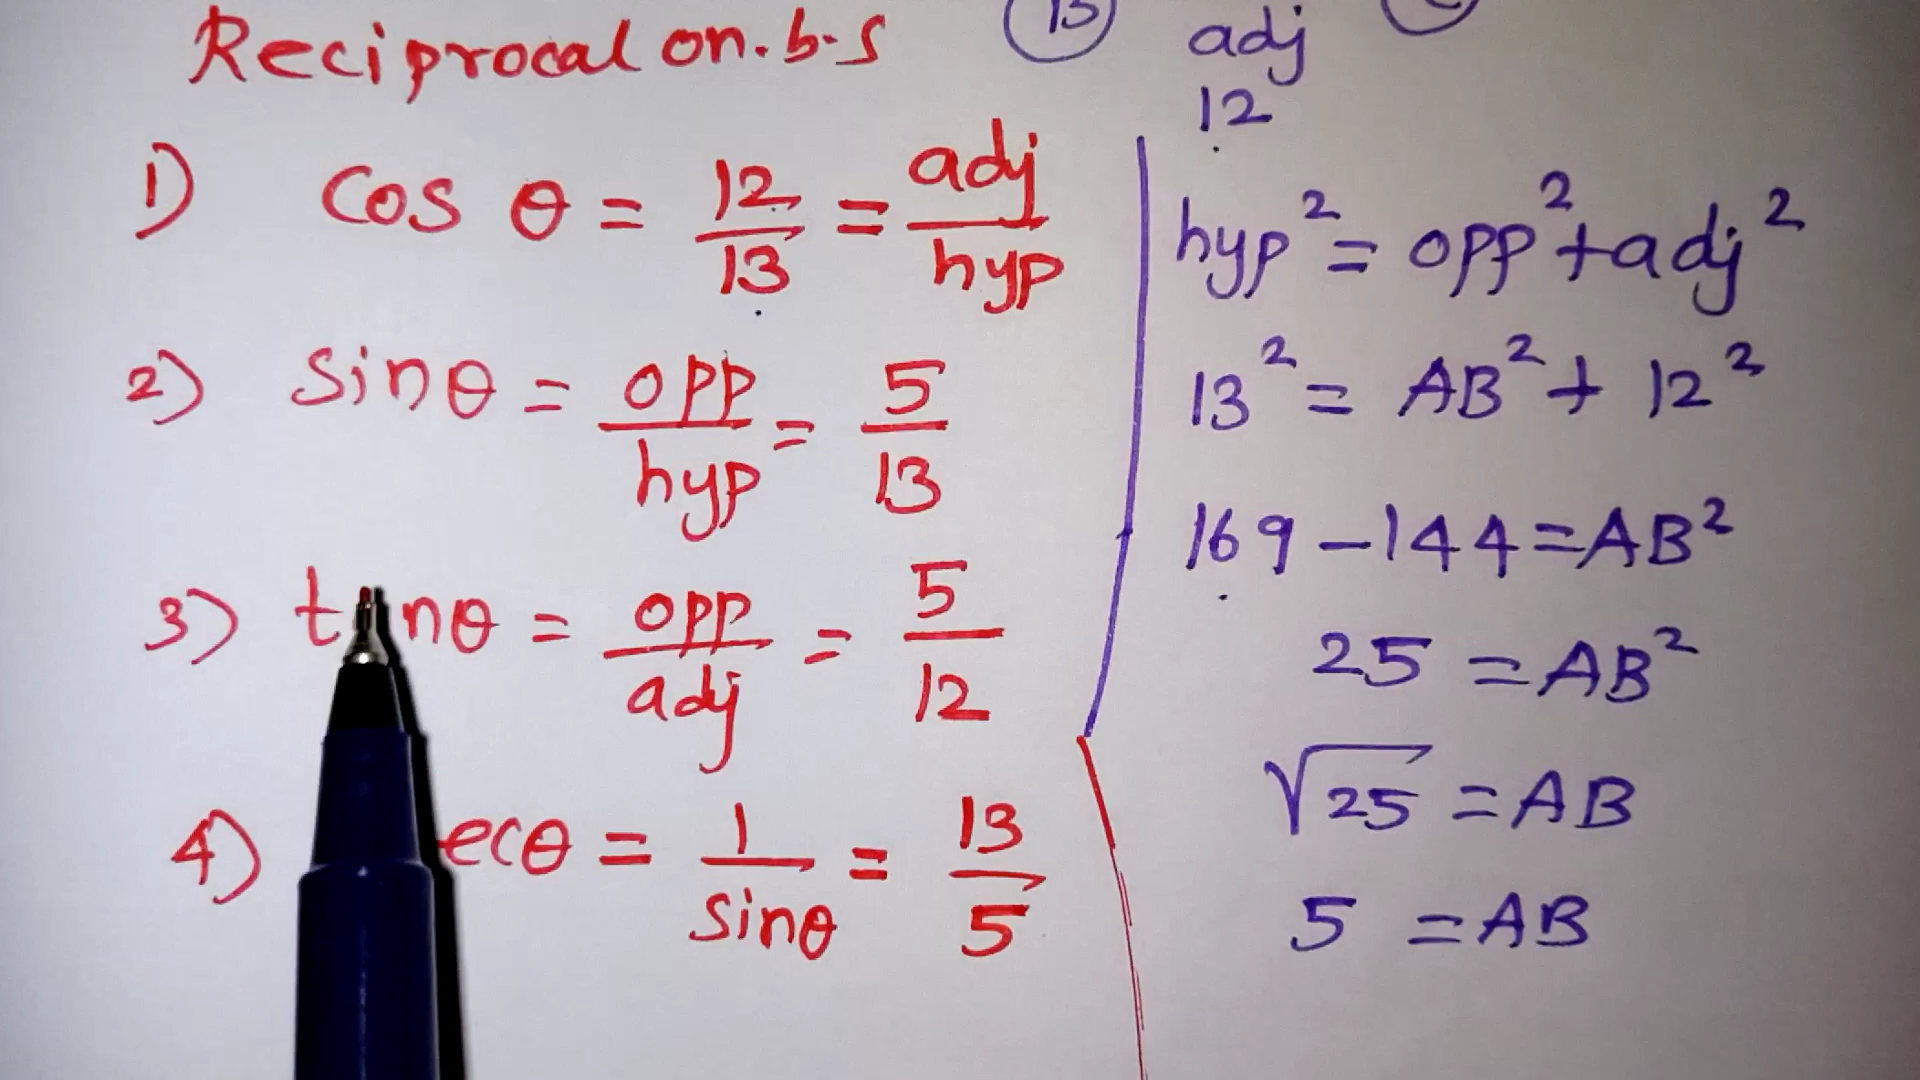 Reciprocal on.b.s
1) cos θ = 12/13 = adj/hyp
2) sinθ = opp/hyp = 5/13
3) tanθ = opp/adj = 5/12
4) ecθ = 1/sinθ = 13/5
13 adj
12
hyp² = opp² + adj²
13² = AB² + 12²
169 - 144 = AB²
25 = AB²
√25 = AB
5 = AB